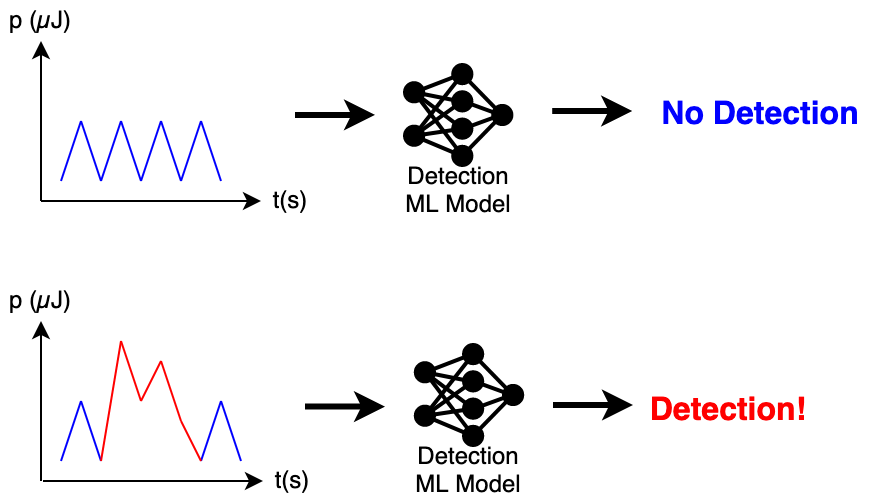 p (μJ)
t(s)
Detection
ML Model
No Detection
p (μJ)
t(s)
Detection
ML Model
Detection!